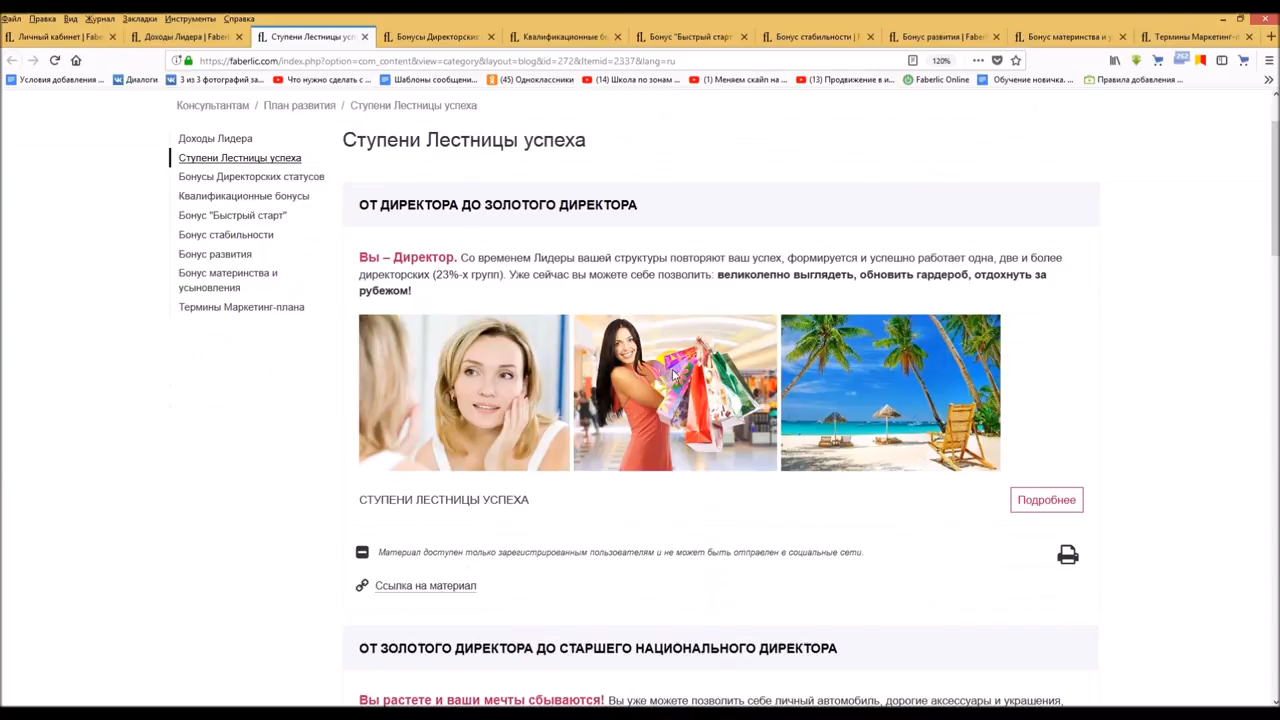 Файл Правка Вид Журнал Закладки Инструменты Справка
Личный кабинет | Faber Доходы Лидера | Faberl Ступени Лестницы усп Бонусы Директорских Квалификационные б Бонус "Быстрый старт" Бонус стабильности | F Бонус развития | Faberl Бонус материнства и у Термины Маркетинг-
https://faberlic.com/index.php?option=com_content&view=category&layout=blog&id=272&Itemid=2337&lang=ru 120% 262
Условия добавления ... Диалоги 3 из 3 фотографий за... Что нужно сделать с ... Шаблоны сообщени... (45) Одноклассники (14) Школа по зонам ... (1) Меняем скайп на ... (13) Продвижение в и... Faberlic Online Обучение новичка. ... Правила добавления ...
Консультантам / План развития / Ступени Лестницы успеха
Доходы Лидера
Ступени Лестницы успеха
Бонусы Директорских статусов
Квалификационные бонусы
Бонус "Быстрый старт"
Бонус стабильности
Бонус развития
Бонус материнства и
усыновления
Термины Маркетинг-плана
Ступени Лестницы успеха
ОТ ДИРЕКТОРА ДО ЗОЛОТОГО ДИРЕКТОРА
Вы – Директор. Со временем Лидеры вашей структуры повторяют ваш успех, формируется и успешно работает одна, две и более
директорских (23%-х групп). Уже сейчас вы можете себе позволить: великолепно выглядеть, обновить гардероб, отдохнуть за
рубежом!
СТУПЕНИ ЛЕСТНИЦЫ УСПЕХА
Подробнее
Материал доступен только зарегистрированным пользователям и не может быть отправлен в социальные сети.
Ссылка на материал
ОТ ЗОЛОТОГО ДИРЕКТОРА ДО СТАРШЕГО НАЦИОНАЛЬНОГО ДИРЕКТОРА
Вы растете и ваши мечты сбываются! Вы уже можете позволить себе личный автомобиль, дорогие аксессуары и украшения,